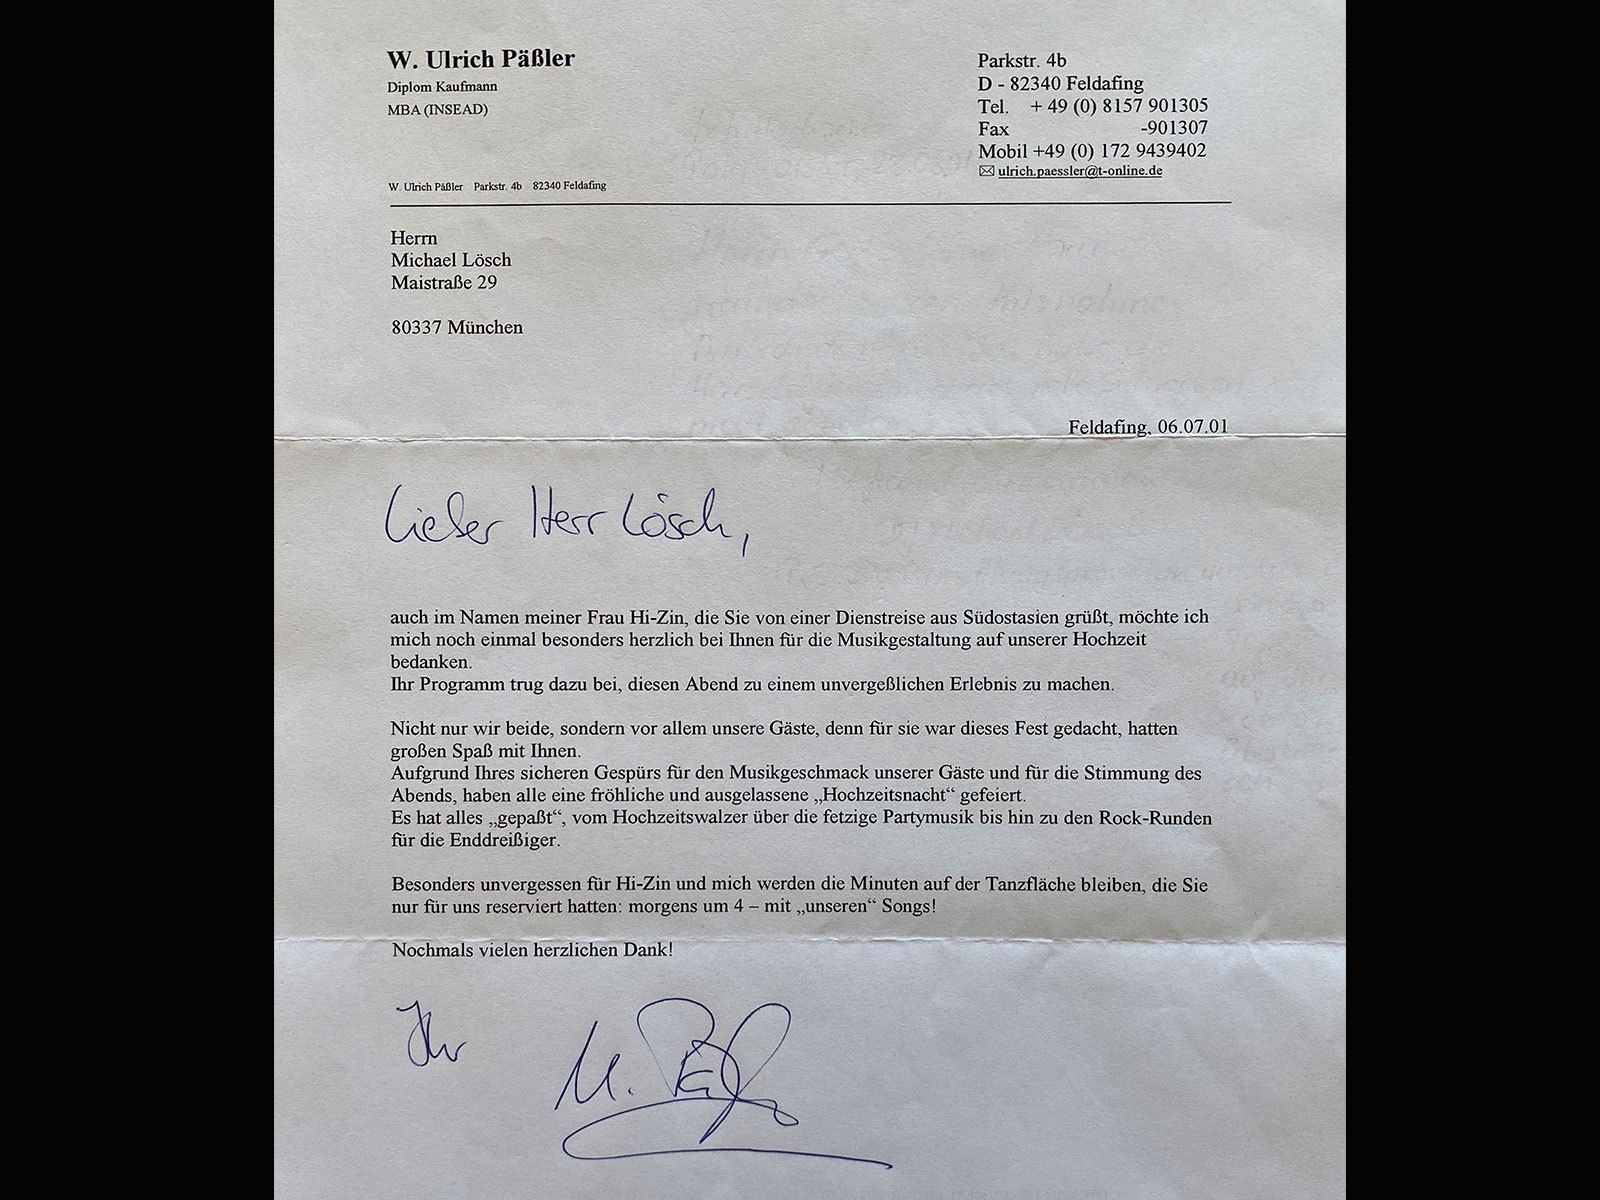 W. Ulrich Päßler
Diplom Kaufmann
MBA (INSEAD)
Parkstr. 4b
D - 82340 Feldafing
Tel. + 49 (0) 8157 901305
Fax -901307
Mobil +49 (0) 172 9439402
ulrich.paessler@t-online.de
W. Ulrich Päßler Parkstr. 4b 82340 Feldafing
Herrn
Michael Lösch
Maistraße 29
80337 München
Feldafing, 06.07.01
Lieber Herr Lösch,
auch im Namen meiner Frau Hi-Zin, die Sie von einer Dienstreise aus Südostasien grüßt, möchte ich
mich noch einmal besonders herzlich bei Ihnen für die Musikgestaltung auf unserer Hochzeit
bedanken.
Ihr Programm trug dazu bei, diesen Abend zu einem unvergeßlichen Erlebnis zu machen.
Nicht nur wir beide, sondern vor allem unsere Gäste, denn für sie war dieses Fest gedacht, hatten
großen Spaß mit Ihnen.
Aufgrund Ihres sicheren Gespürs für den Musikgeschmack unserer Gäste und für die Stimmung des
Abends, haben alle eine fröhliche und ausgelassene „Hochzeitsnacht“ gefeiert.
Es hat alles „gepaßt“, vom Hochzeitswalzer über die fetzige Partymusik bis hin zu den Rock-Runden
für die Enddreißiger.
Besonders unvergessen für Hi-Zin und mich werden die Minuten auf der Tanzfläche bleiben, die Sie
nur für uns reserviert hatten: morgens um 4 – mit „unseren“ Songs!
Nochmals vielen herzlichen Dank!
Ihr